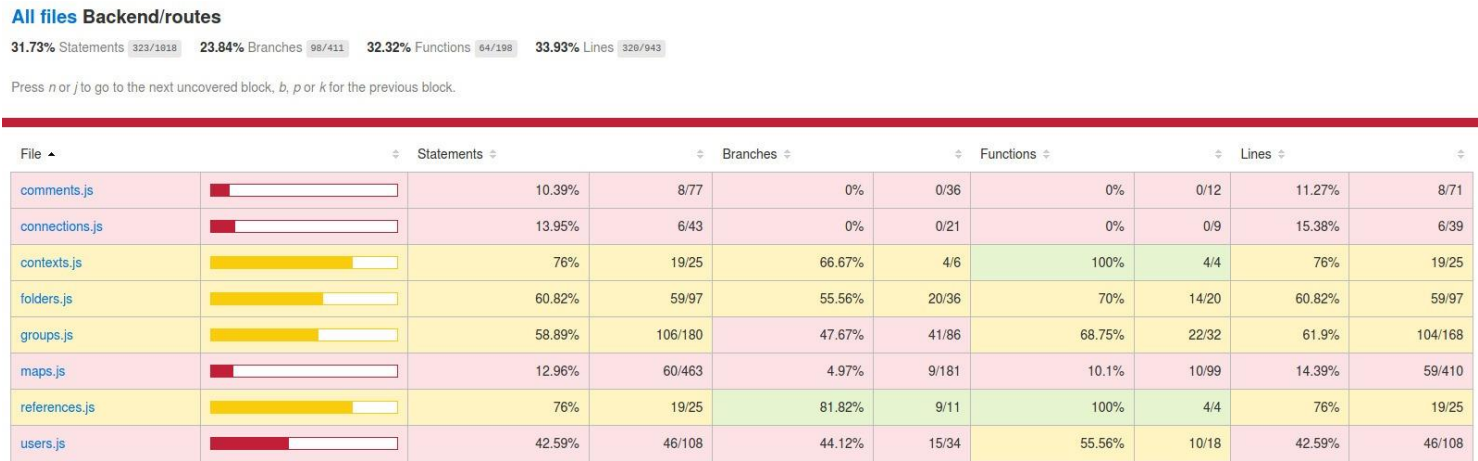 All files Backend/routes
31.73% Statements 323/1018 23.84% Branches 98/411 32.32% Functions 64/198 33.93% Lines 320/943
Press n or j to go to the next uncovered block, b, p or k for the previous block.
File Statements Branches Functions Lines
comments.js 10.39% 8/77 0% 0/36 0% 0/12 11.27% 8/71
connections.js 13.95% 6/43 0% 0/21 0% 0/9 15.38% 6/39
contexts.js 76% 19/25 66.67% 4/6 100% 4/4 76% 19/25
folders.js 60.82% 59/97 55.56% 20/36 70% 14/20 60.82% 59/97
groups.js 58.89% 106/180 47.67% 41/86 68.75% 22/32 61.9% 104/168
maps.js 12.96% 60/463 4.97% 9/181 10.1% 10/99 14.39% 59/410
references.js 76% 19/25 81.82% 9/11 100% 4/4 76% 19/25
users.js 42.59% 46/108 44.12% 15/34 55.56% 10/18 42.59% 46/108